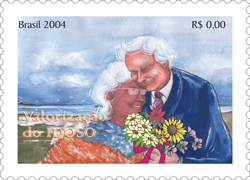 Brasil 2004 R$ 0,00
Valorização
do IDOSO